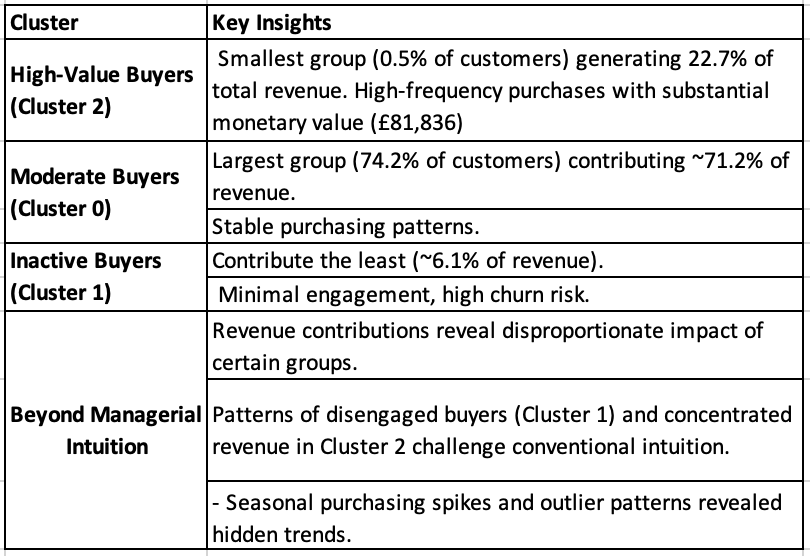 Cluster
Key Insights
High-Value Buyers
(Cluster 2)
Smallest group (0.5% of customers) generating 22.7% of
total revenue. High-frequency purchases with substantial
monetary value (£81,836)
Moderate Buyers
(Cluster 0)
Largest group (74.2% of customers) contributing ~71.2% of
revenue.
Stable purchasing patterns.
Inactive Buyers
(Cluster 1)
Contribute the least (~6.1% of revenue).
Minimal engagement, high churn risk.
Beyond Managerial
Intuition
Revenue contributions reveal disproportionate impact of
certain groups.
Patterns of disengaged buyers (Cluster 1) and concentrated
revenue in Cluster 2 challenge conventional intuition.
- Seasonal purchasing spikes and outlier patterns revealed
hidden trends.